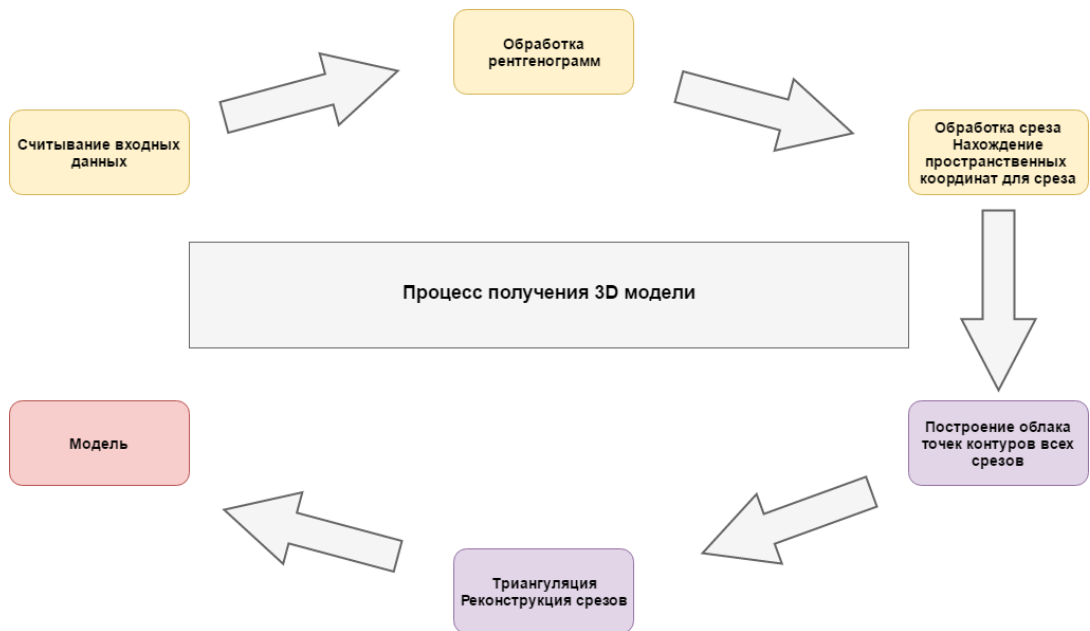 Обработка
рентгенограмм
Считывание входных
данных
Обработка среза
Нахождение
пространственных
координат для среза
Процесс получения 3D модели
Модель
Построение облака
точек контуров всех
срезов
Триангуляция
Реконструкция срезов